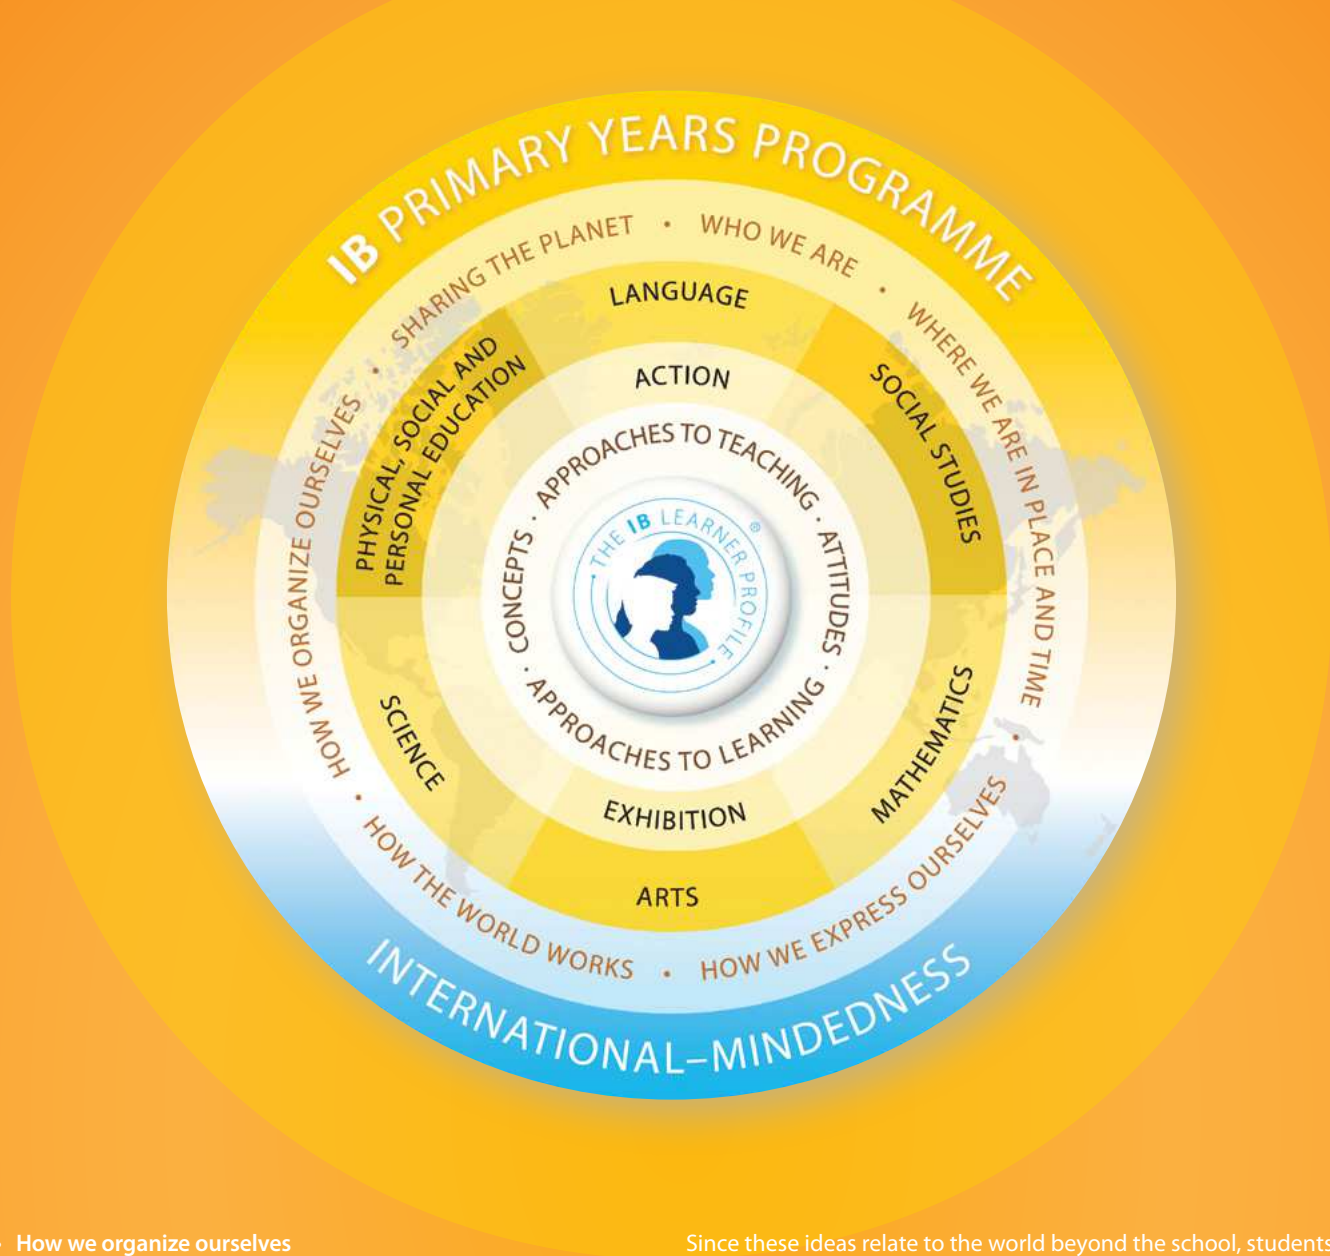 IB PRIMARY YEARS PROGRAMME
SHARING THE PLANET • WHO WE ARE • WHERE WE ARE IN PLACE AND TIME • HOW WE EXPRESS OURSELVES • HOW THE WORLD WORKS • HOW WE ORGANIZE OURSELVES •
LANGUAGE
SOCIAL STUDIES
MATHEMATICS
ARTS
SCIENCE
PHYSICAL, SOCIAL AND
PERSONAL EDUCATION
ACTION
EXHIBITION
APPROACHES TO TEACHING · ATTITUDES · APPROACHES TO LEARNING · CONCEPTS ·
• THE IB LEARNER PROFILE • ®
INTERNATIONAL–MINDEDNESS
• How we organize ourselves
Since these ideas relate to the world beyond the school, students